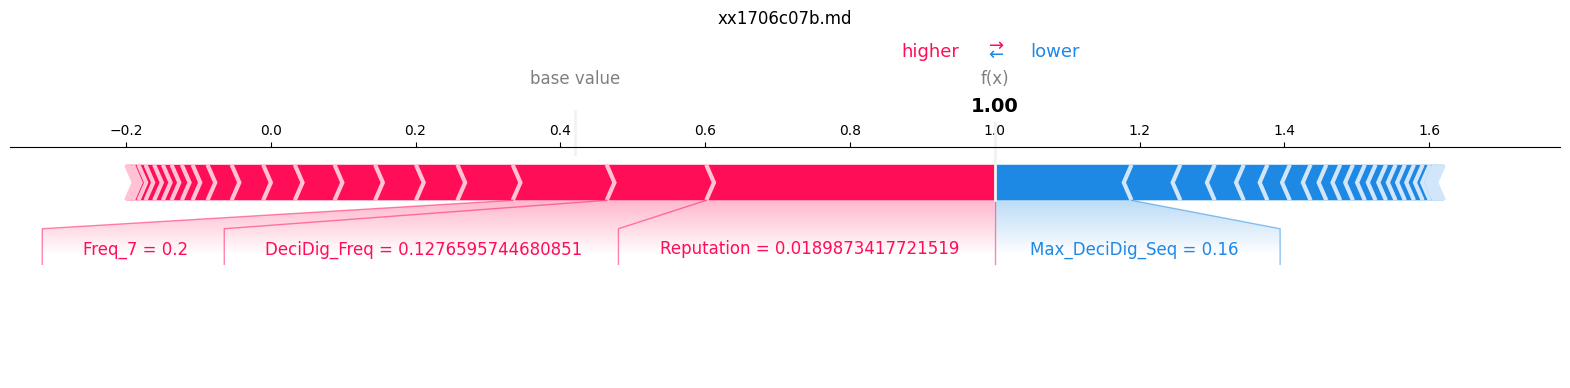 xx1706c07b.md
higher ⇄ lower
base value f(x)
1.00
−0.2 0.0 0.2 0.4 0.6 0.8 1.0 1.2 1.4 1.6
Freq_7 = 0.2 DeciDig_Freq = 0.1276595744680851 Reputation = 0.0189873417721519 Max_DeciDig_Seq = 0.16